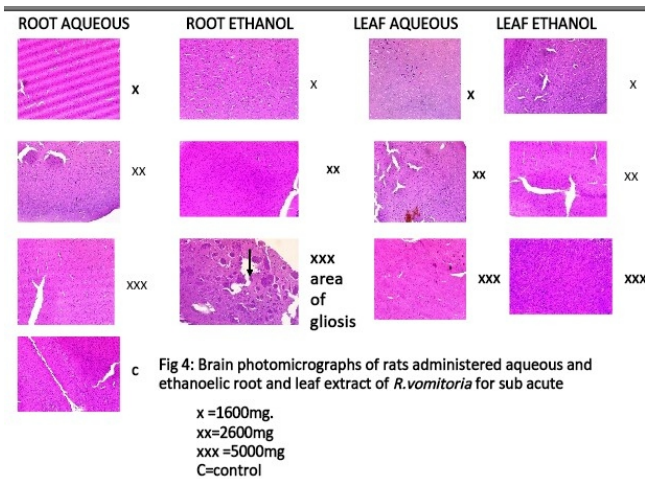 ROOT AQUEOUS ROOT ETHANOL LEAF AQUEOUS LEAF ETHANOL
x x x x
xx xx xx xx
xxx xxx xxx xxx
area
of
gliosis
c
Fig 4: Brain photomicrographs of rats administered aqueous and
ethanoelic root and leaf extract of R.vomitoria for sub acute
x =1600mg.
xx=2600mg
xxx =5000mg
C=control